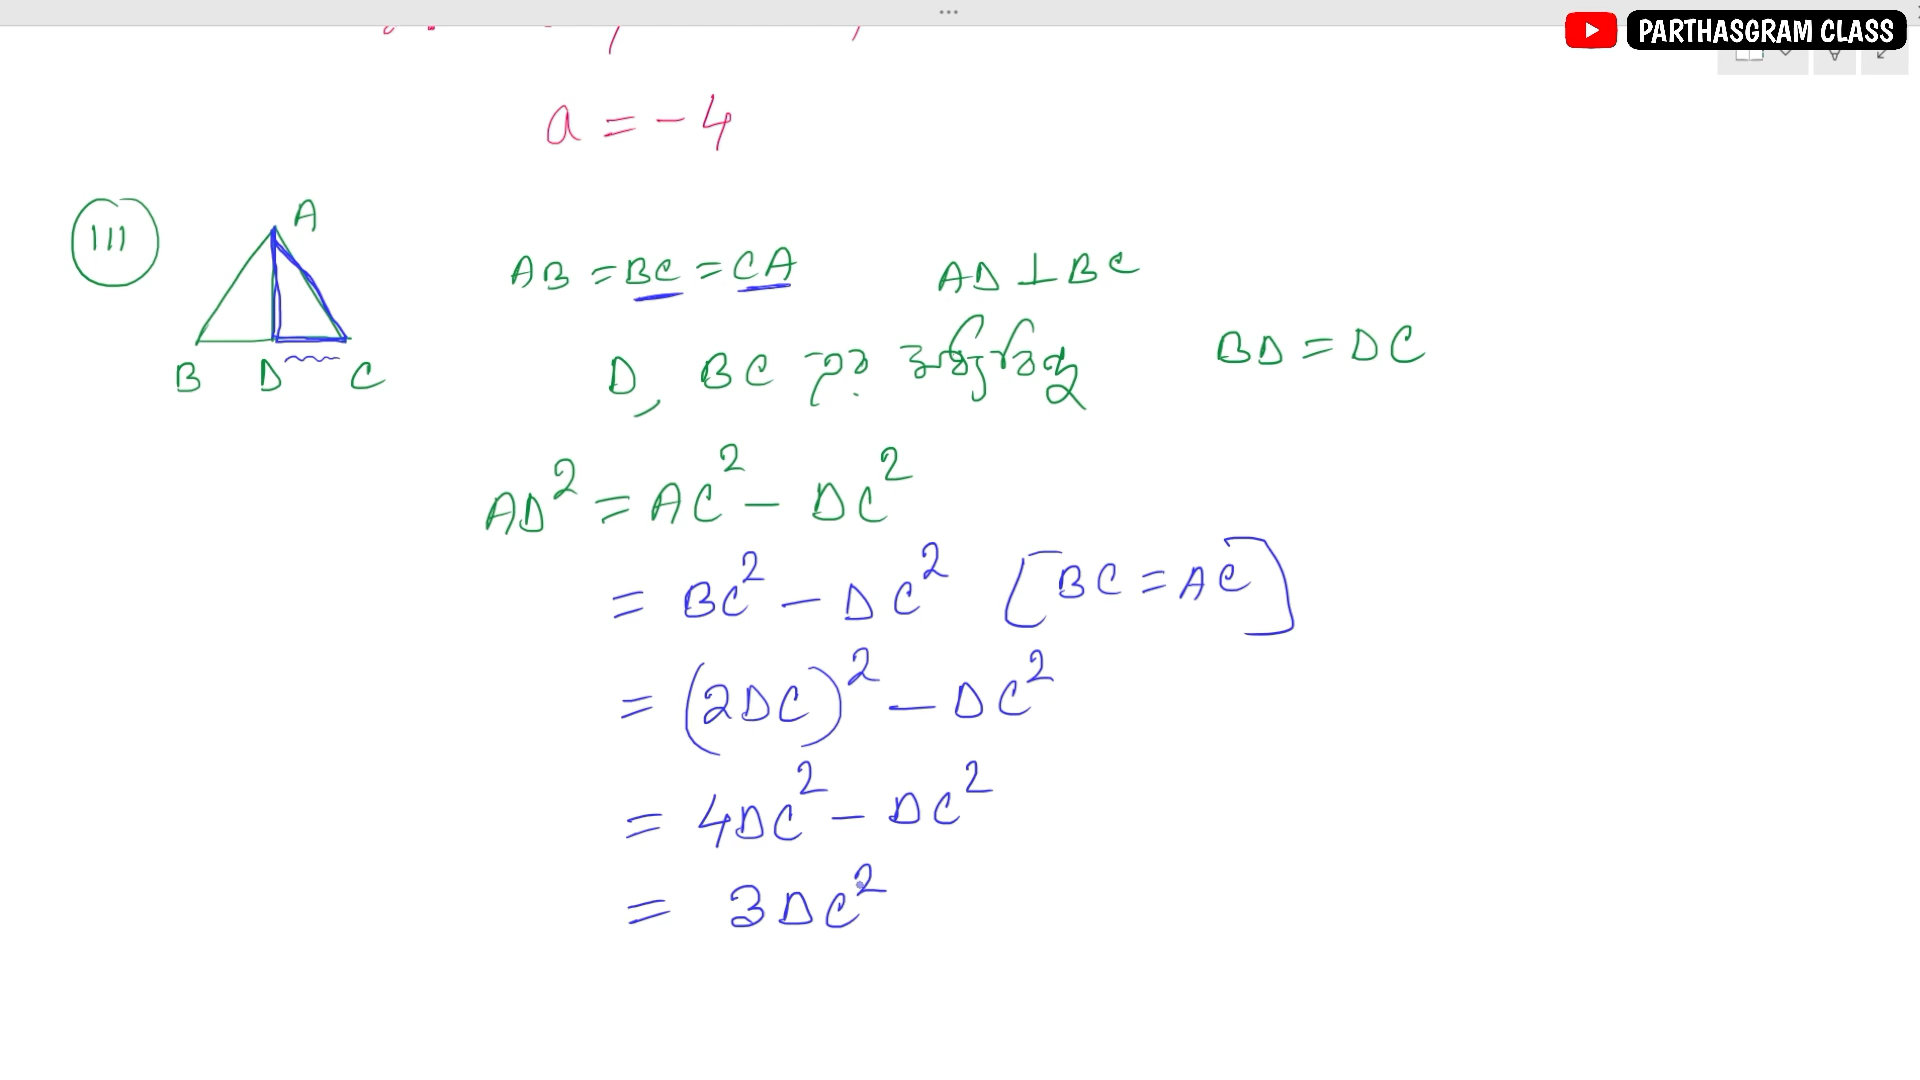 PARTHASGRAM CLASS
a = - 4
III
A
B D C
AB = BC = CA AD ⊥ BC
D, BC এর মধ্যবিন্দু BD = DC
AD² = AC² - DC²
= BC² - DC² [BC = AC]
= (2DC)² - DC²
= 4DC² - DC²
= 3DC²